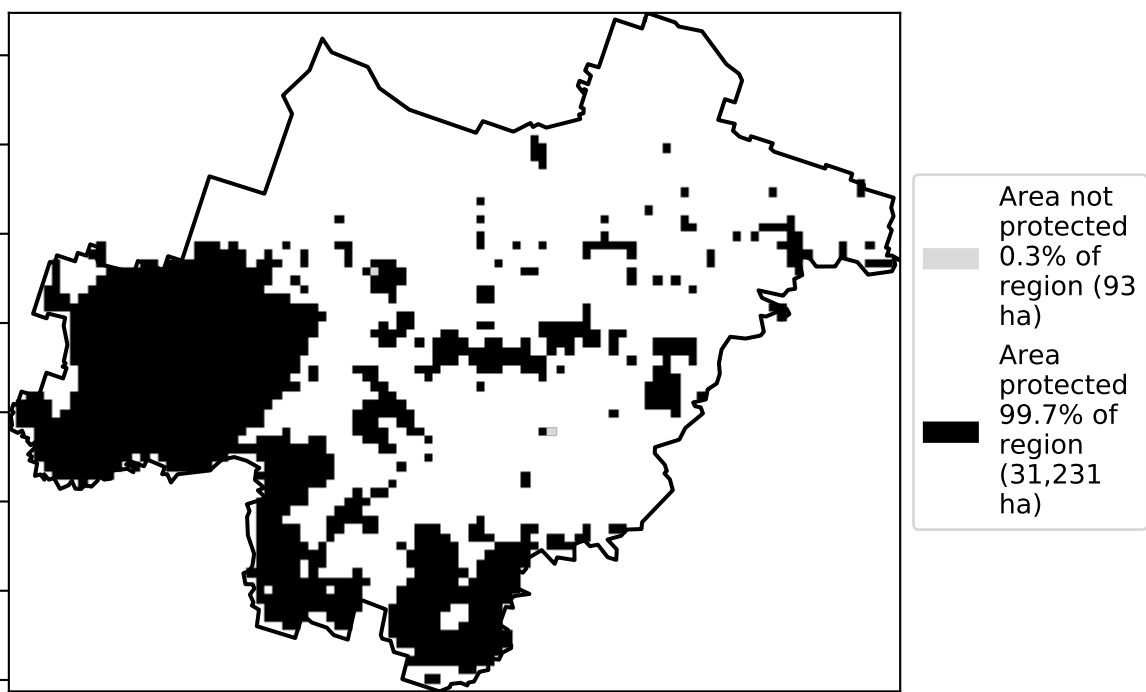 Area not
protected
0.3% of
region (93
ha)
Area
protected
99.7% of
region
(31,231
ha)